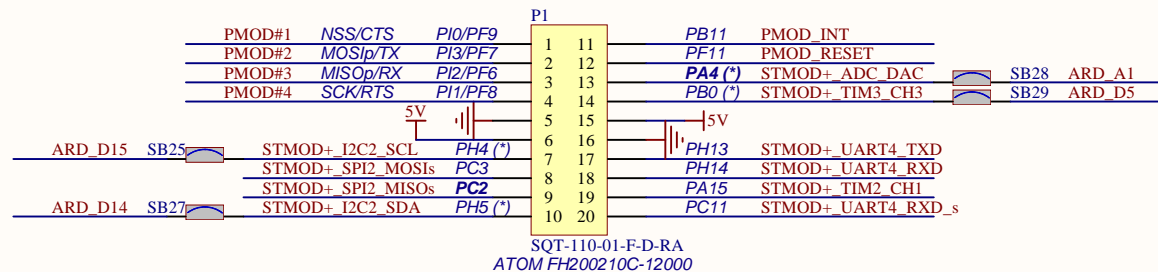 P1
PMOD#1 NSS/CTS PI0/PF9 1 11 PB11 PMOD_INT
PMOD#2 MOSIp/TX PI3/PF7 2 12 PF11 PMOD_RESET
PMOD#3 MISOp/RX PI2/PF6 3 13 PA4 (*) STMOD+_ADC_DAC SB28 ARD_A1
PMOD#4 SCK/RTS PI1/PF8 4 14 PB0 (*) STMOD+_TIM3_CH3 SB29 ARD_D5
5V 5 15 5V
6 16
ARD_D15 SB25 STMOD+_I2C2_SCL PH4 (*) 7 17 PH13 STMOD+_UART4_TXD
STMOD+_SPI2_MOSIs PC3 8 18 PH14 STMOD+_UART4_RXD
STMOD+_SPI2_MISOs PC2 9 19 PA15 STMOD+_TIM2_CH1
ARD_D14 SB27 STMOD+_I2C2_SDA PH5 (*) 10 20 PC11 STMOD+_UART4_RXD_s
SQT-110-01-F-D-RA
ATOM FH200210C-12000